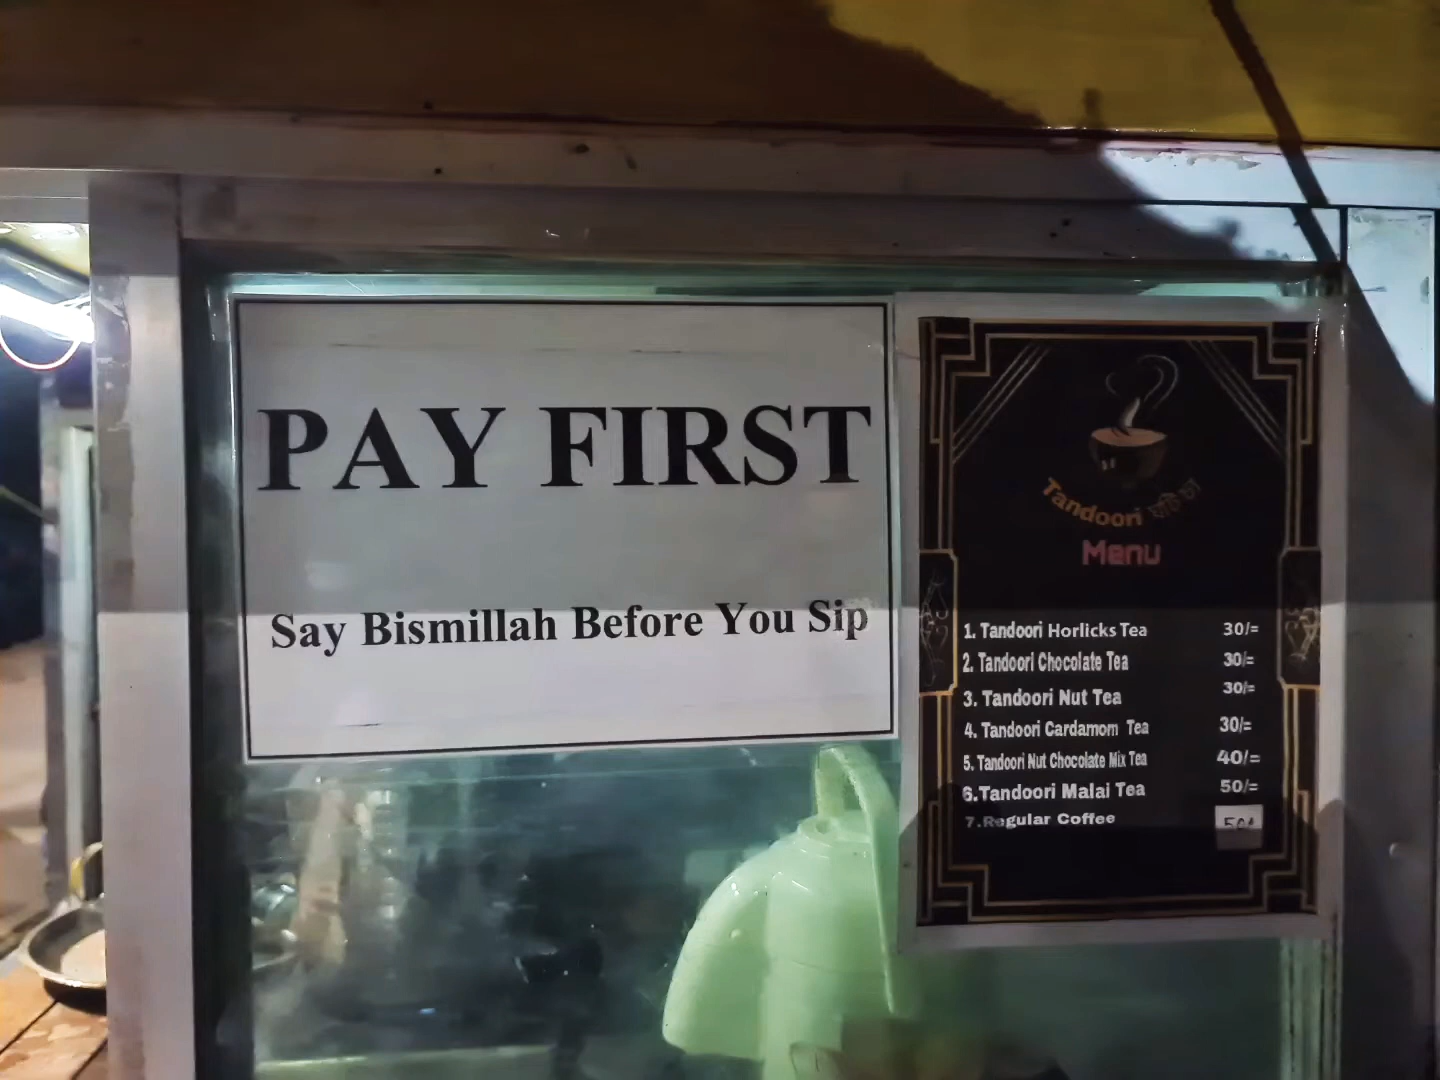 PAY FIRST
Say Bismillah Before You Sip
Tandoori মটি চা
Menu
1. Tandoori Horlicks Tea 30/=
2. Tandoori Chocolate Tea 30/=
3. Tandoori Nut Tea 30/=
4. Tandoori Cardamom Tea 30/=
5. Tandoori Nut Chocolate Mix Tea 40/=
6.Tandoori Malai Tea 50/=
7.Regular Coffee